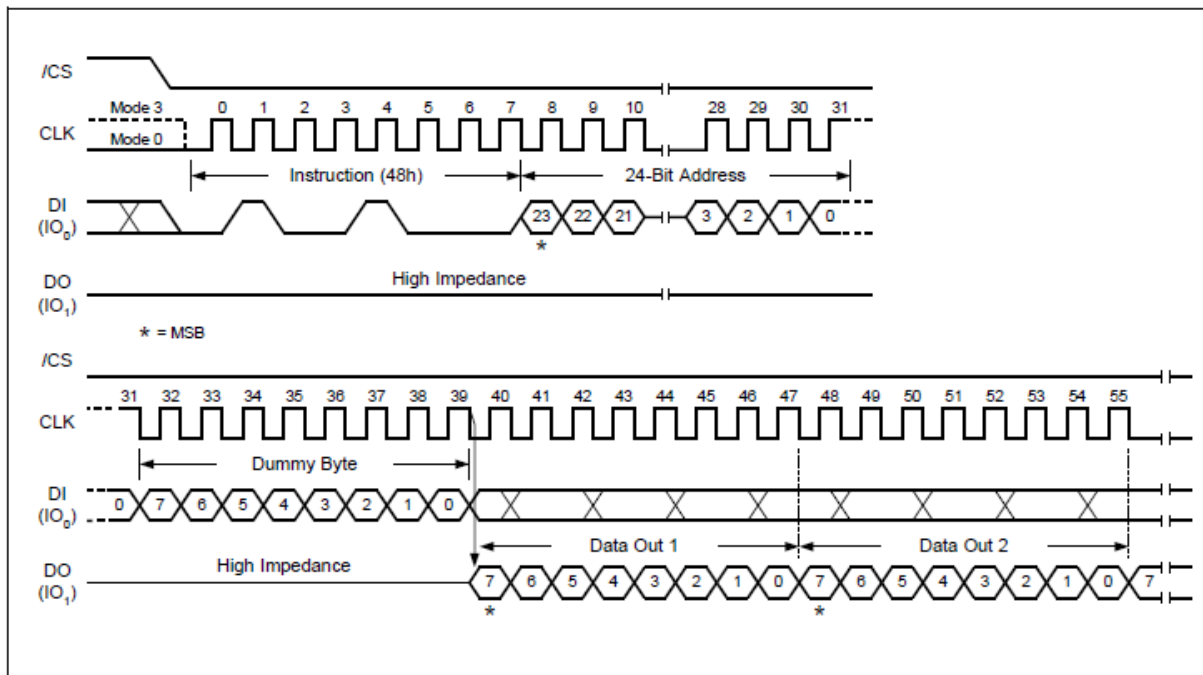 /CS
Mode 3 0 1 2 3 4 5 6 7 8 9 10 28 29 30 31
CLK Mode 0
Instruction (48h) 24-Bit Address
DI
(IO0) 23 22 21 3 2 1 0
*
DO High Impedance
(IO1)
* = MSB
/CS
31 32 33 34 35 36 37 38 39 40 41 42 43 44 45 46 47 48 49 50 51 52 53 54 55
CLK
Dummy Byte
DI
(IO0) 0 7 6 5 4 3 2 1 0
Data Out 1 Data Out 2
DO High Impedance
(IO1) 7 6 5 4 3 2 1 0 7 6 5 4 3 2 1 0 7
* *